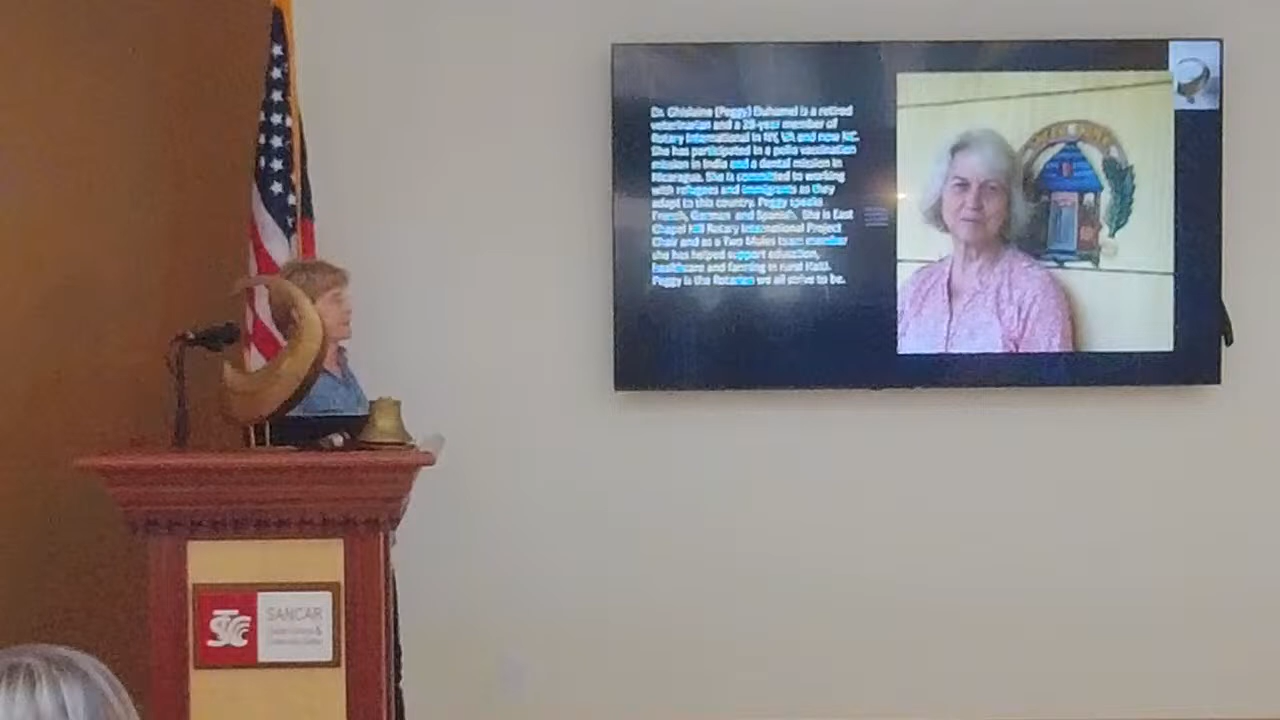 Dr. Ghislaine (Peggy) Duhamel is a retired
veterinarian and a 28-year member of
Rotary International in NY, VA and now NC.
She has participated in a polio vaccination
mission in India and a dental mission in
Nicaragua. She is committed to working
with refugees and immigrants as they
adapt to this country. Peggy speaks
French, German and Spanish. She is East
Chapel Hill Rotary International Project
Chair and as a Two Mules team member
she has helped support education,
healthcare and farming in rural Haiti.
Peggy is the Rotarian we all strive to be.
SANCAR